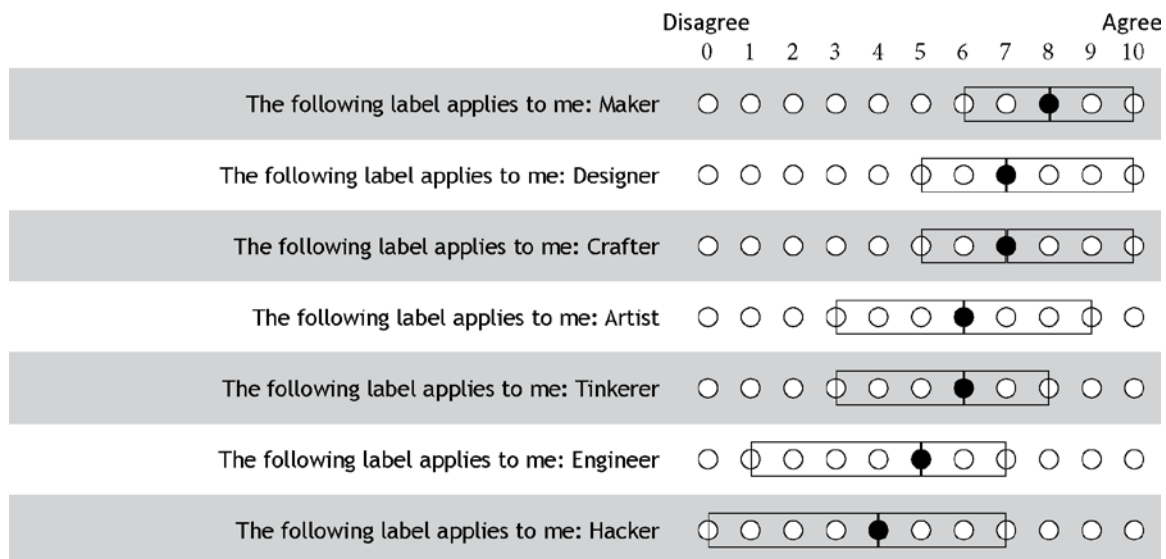 Disagree Agree
0 1 2 3 4 5 6 7 8 9 10
The following label applies to me: Maker
The following label applies to me: Designer
The following label applies to me: Crafter
The following label applies to me: Artist
The following label applies to me: Tinkerer
The following label applies to me: Engineer
The following label applies to me: Hacker